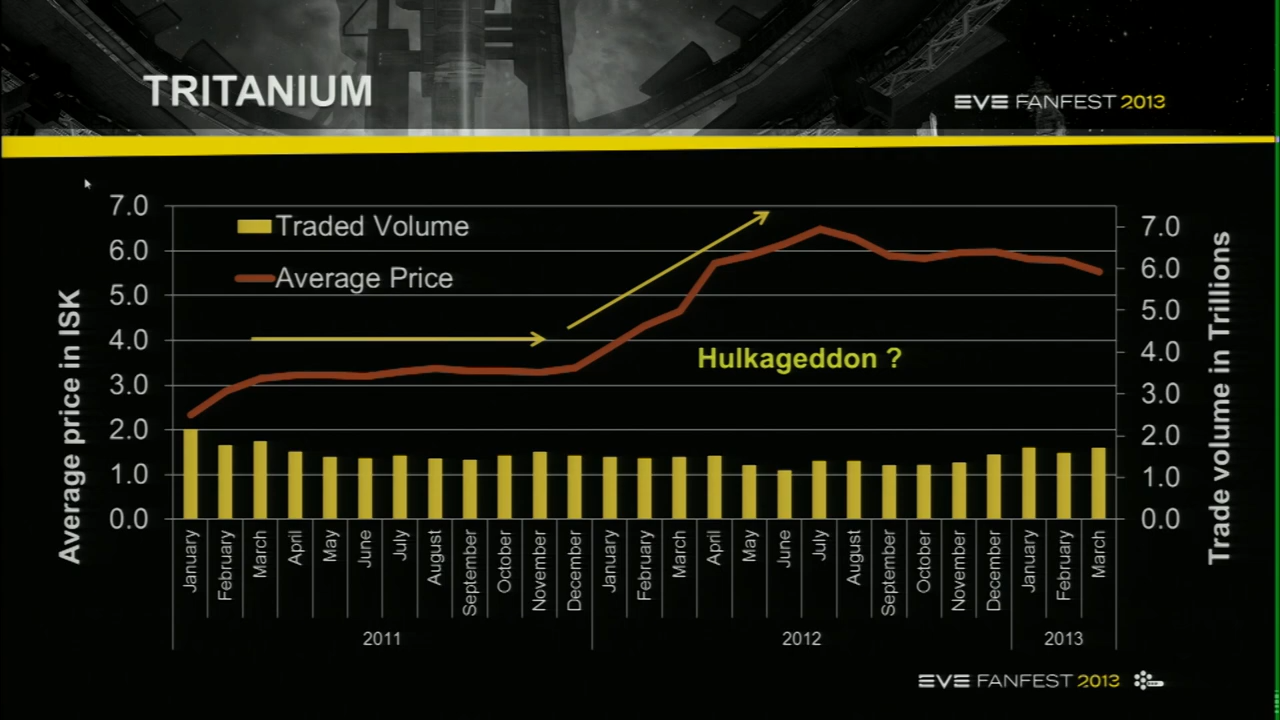 TRITANIUM
EVE FANFEST 2013
7.0
6.0
5.0
4.0
3.0
2.0
1.0
0.0
Average price in ISK
Traded Volume
Average Price
Hulkageddon ?
7.0
6.0
5.0
4.0
3.0
2.0
1.0
0.0
Trade volume in Trillions
January
February
March
April
May
June
July
August
September
October
November
December
January
February
March
April
May
June
July
August
September
October
November
December
January
February
March
2011
2012
2013
EVE FANFEST 2013